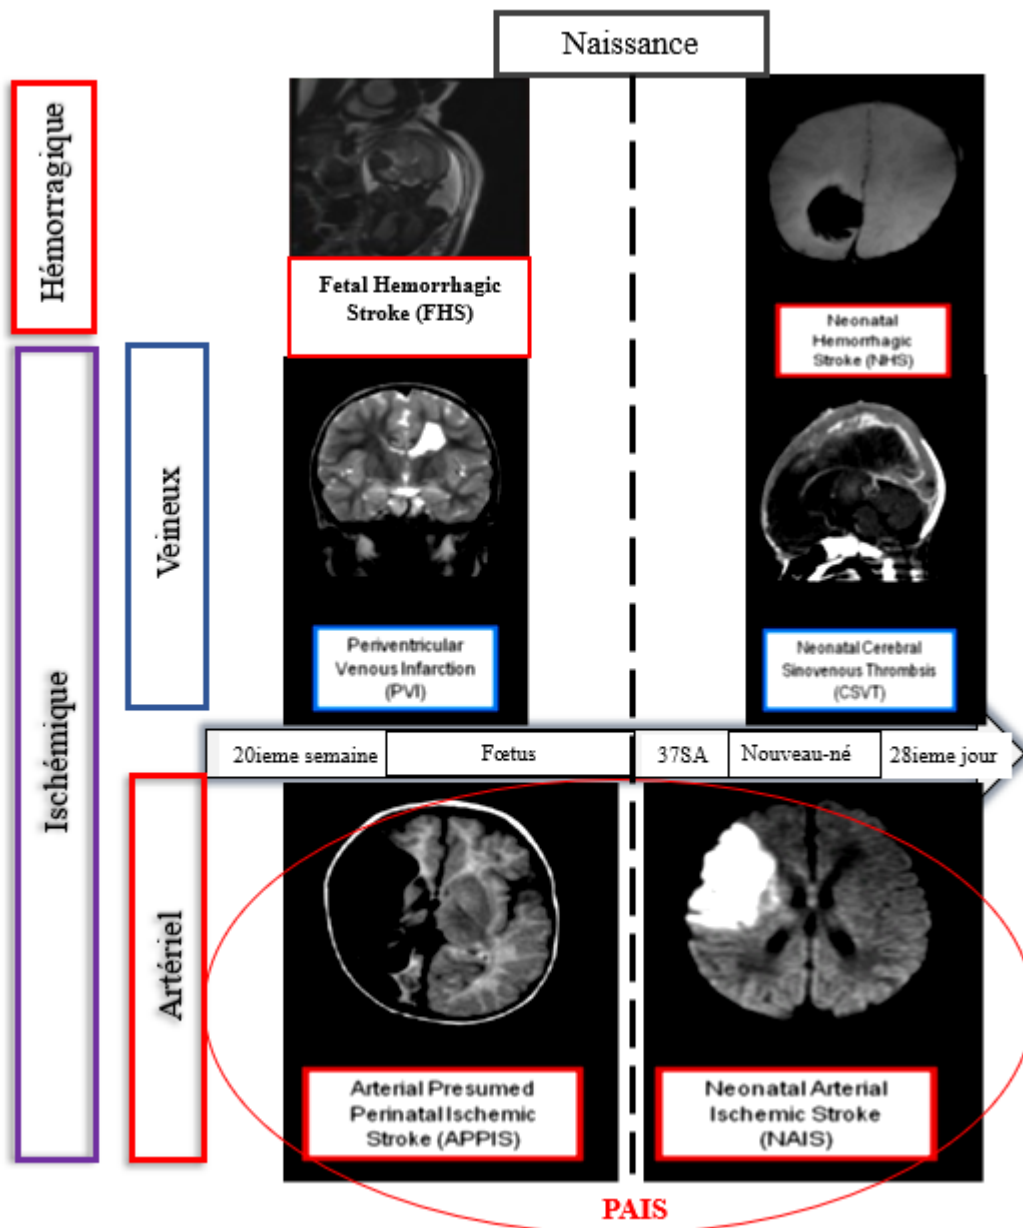 Naissance
Hémorragique
Fetal Hemorrhagic
Stroke (FHS)
Neonatal
Hemorrhagic
Stroke (NHS)
Ischémique
Veineux
Periventricular
Venous Infarction
(PVI)
Neonatal Cerebral
Sinovenous Thrombsis
(CSVT)
20ieme semaine
Fœtus
37SA
Nouveau-né
28ieme jour
Artériel
Arterial Presumed
Perinatal Ischemic
Stroke (APPIS)
Neonatal Arterial
Ischemic Stroke
(NAIS)
PAIS